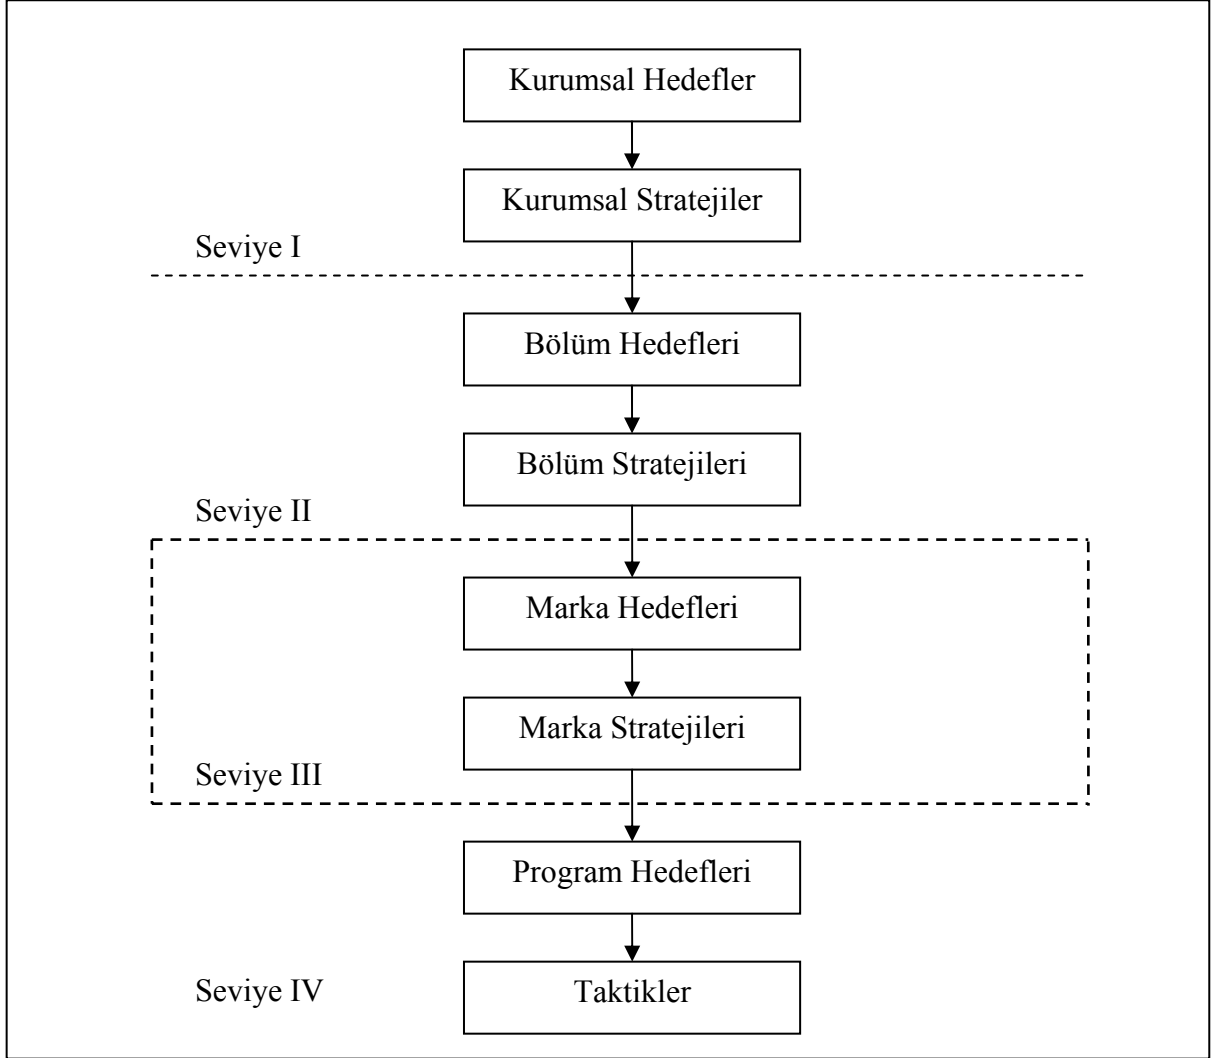 Kurumsal Hedefler
Kurumsal Stratejiler
Seviye I
Bölüm Hedefleri
Bölüm Stratejileri
Seviye II
Marka Hedefleri
Marka Stratejileri
Seviye III
Program Hedefleri
Seviye IV
Taktikler